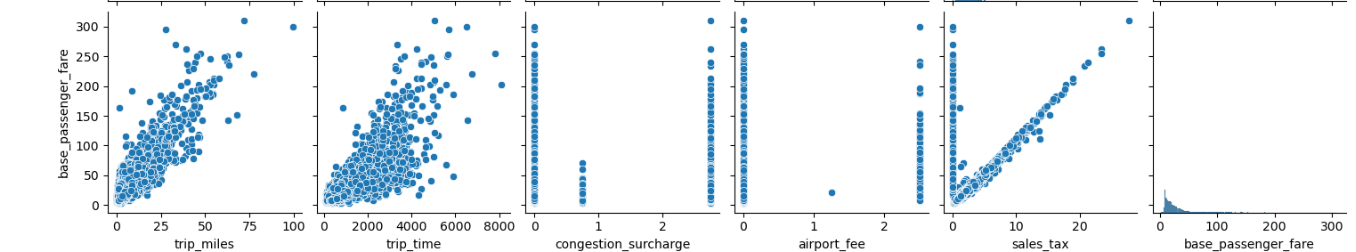 base_passenger_fare
300
250
200
150
100
50
0
0 25 50 75 100
0 2000 4000 6000 8000
0 1 2
0 1 2
0 10 20
0 100 200 300
trip_miles
trip_time
congestion_surcharge
airport_fee
sales_tax
base_passenger_fare